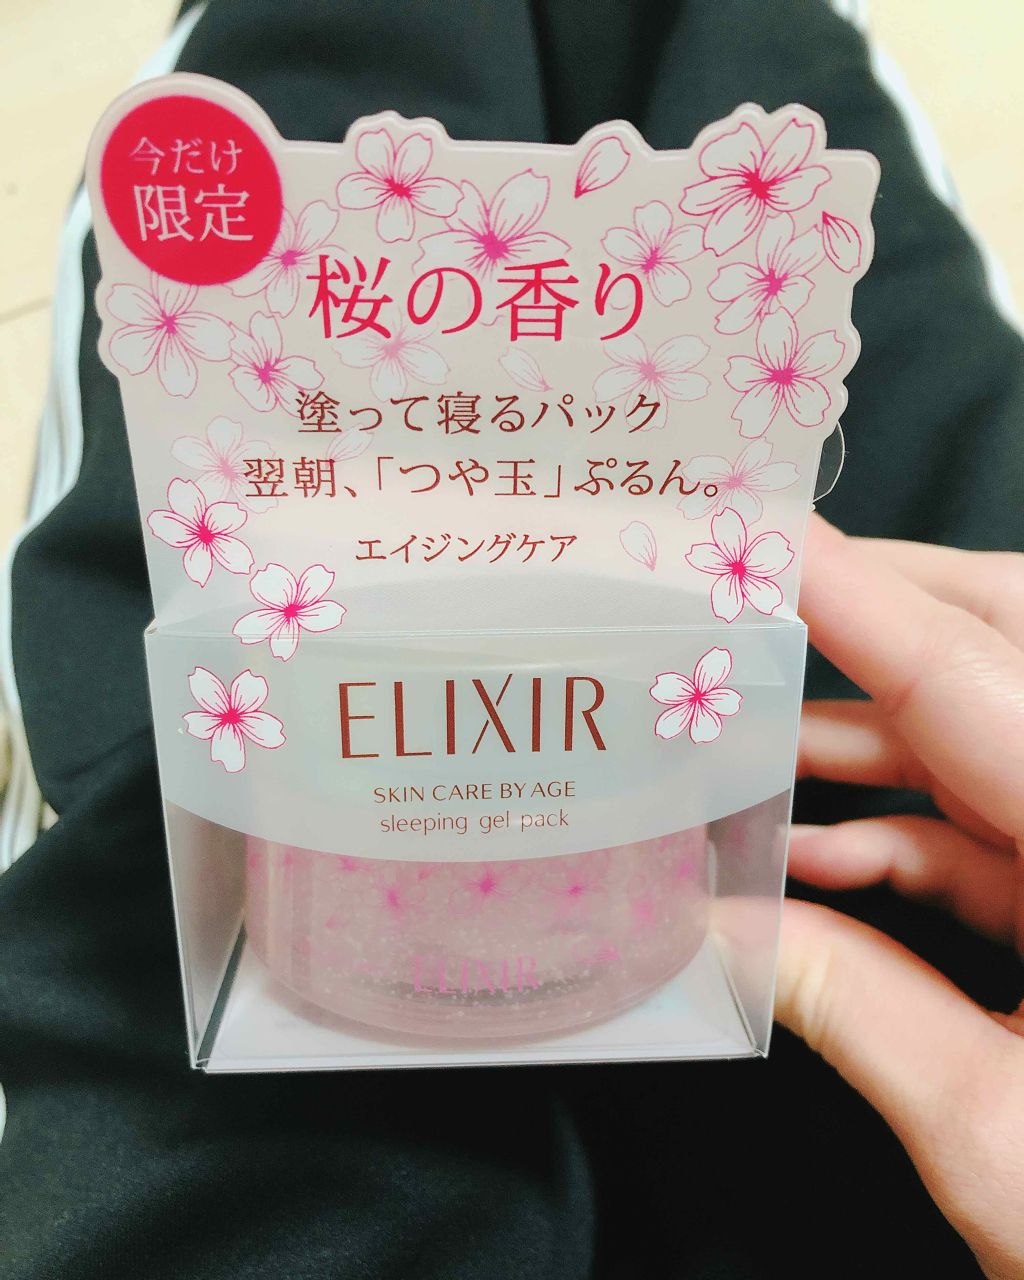 今だけ
限定
桜の香り
塗って寝るパック
翌朝、「つや玉」ぷるん。
エイジングケア
ELIXIR
SKIN CARE BY AGE
sleeping gel pack
ELIXIR